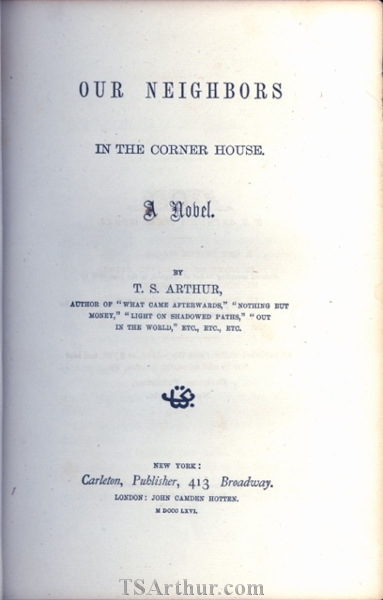 OUR NEIGHBORS
IN THE CORNER HOUSE.
A Novel.
BY
T. S. ARTHUR,
AUTHOR OF "WHAT CAME AFTERWARDS," "NOTHING BUT
MONEY," "LIGHT ON SHADOWED PATHS," "OUT
IN THE WORLD," ETC., ETC., ETC.
NEW YORK:
Carleton, Publisher, 413 Broadway.
LONDON: JOHN CAMDEN HOTTEN.
M DCCC LXVI.
TSArthur.com